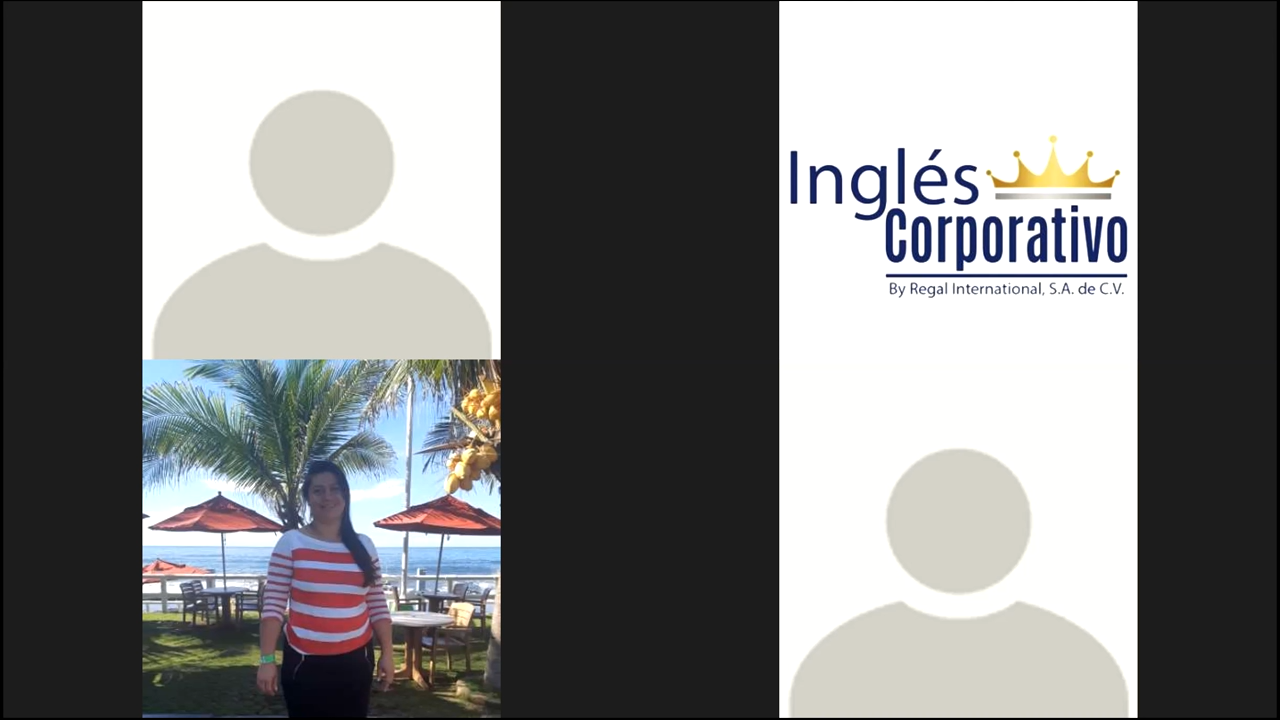 Inglés
Corporativo
By Regal International, S.A. de C.V.